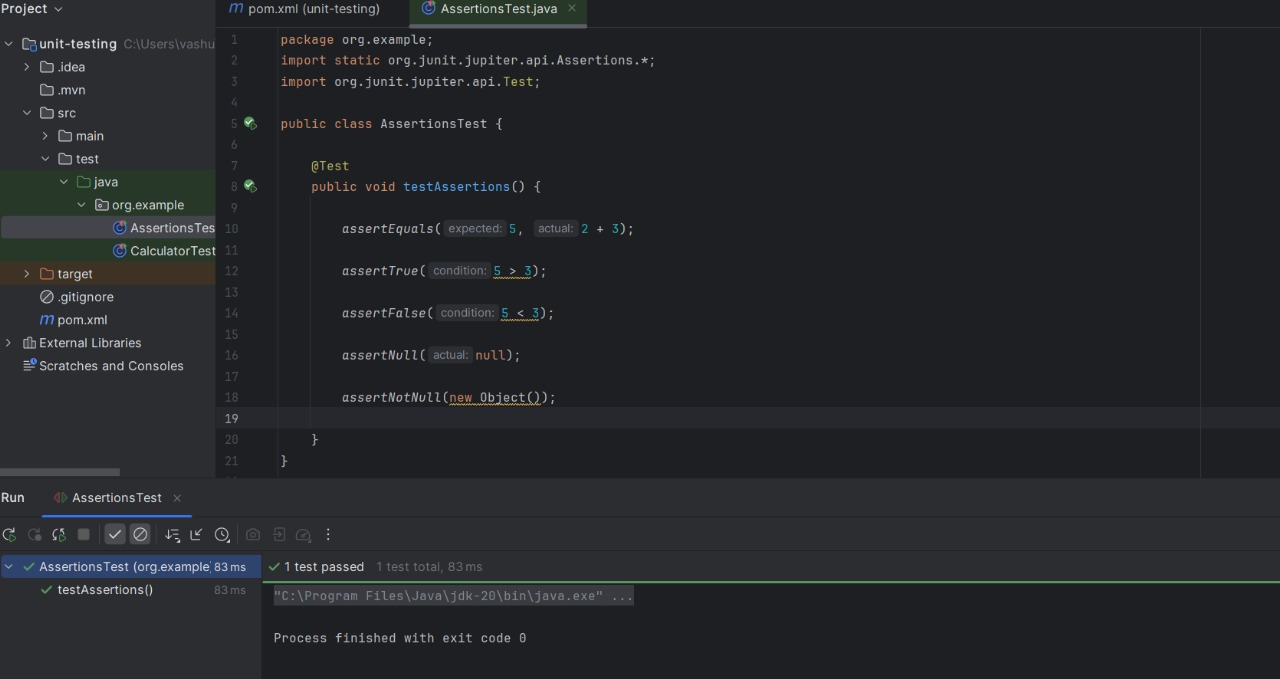 Project
pom.xml (unit-testing)
AssertionsTest.java
unit-testing C:\Users\vashu
.idea
.mvn
src
main
test
java
org.example
AssertionsTes
CalculatorTest
target
.gitignore
pom.xml
External Libraries
Scratches and Consoles
1 package org.example;
2 import static org.junit.jupiter.api.Assertions.*;
3 import org.junit.jupiter.api.Test;
4
5 public class AssertionsTest {
6
7 @Test
8 public void testAssertions() {
9
10 assertEquals( expected: 5, actual: 2 + 3);
11
12 assertTrue( condition: 5 > 3);
13
14 assertFalse( condition: 5 < 3);
15
16 assertNull( actual: null);
17
18 assertNotNull(new Object());
19
20 }
21 }
Run AssertionsTest
AssertionsTest (org.example) 83 ms
testAssertions() 83 ms
1 test passed 1 test total, 83 ms
"C:\Program Files\Java\jdk-20\bin\java.exe" ...
Process finished with exit code 0